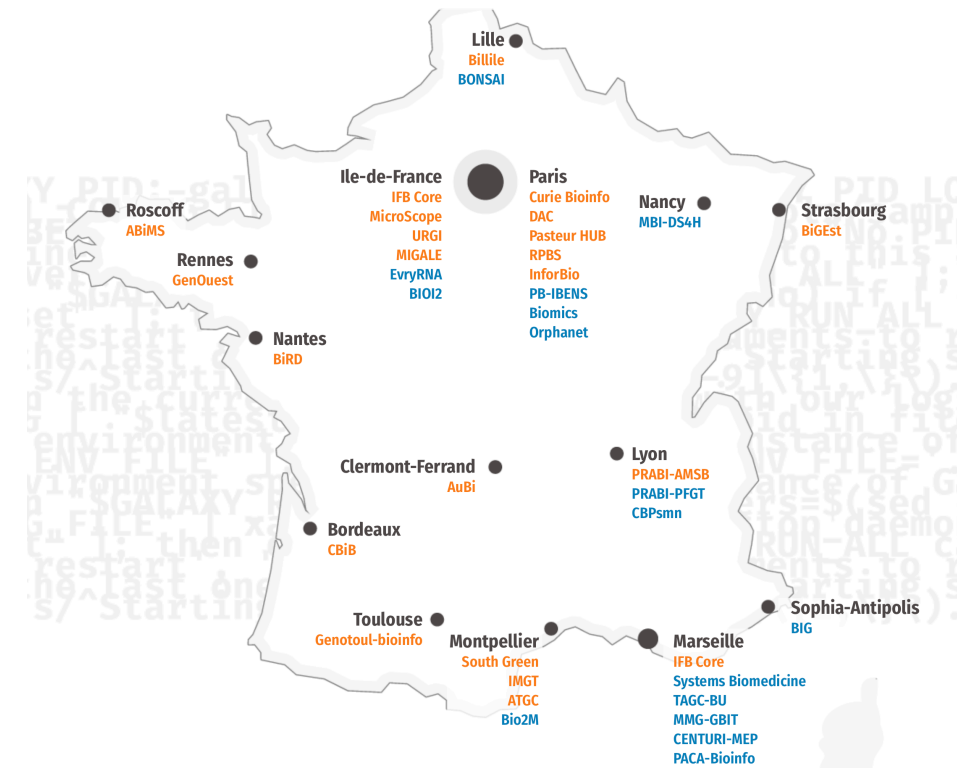 Lille
Billile
BONSAI
Ile-de-France
IFB Core
MicroScope
URGI
MIGALE
EvryRNA
BIOI2
Paris
Curie Bioinfo
DAC
Pasteur HUB
RPBS
InforBio
PB-IBENS
Biomics
Orphanet
Nancy
MBI-DS4H
Strasbourg
BiGEst
Roscoff
ABiMS
Rennes
GenOuest
Nantes
BiRD
Clermont-Ferrand
AuBi
Lyon
PRABI-AMSB
PRABI-PFGT
CBPsmn
Bordeaux
CBiB
Toulouse
Genotoul-bioinfo
Montpellier
South Green
IMGT
ATGC
Bio2M
Marseille
IFB Core
Systems Biomedicine
TAGC-BU
MMG-GBIT
CENTURI-MEP
PACA-Bioinfo
Sophia-Antipolis
BIG